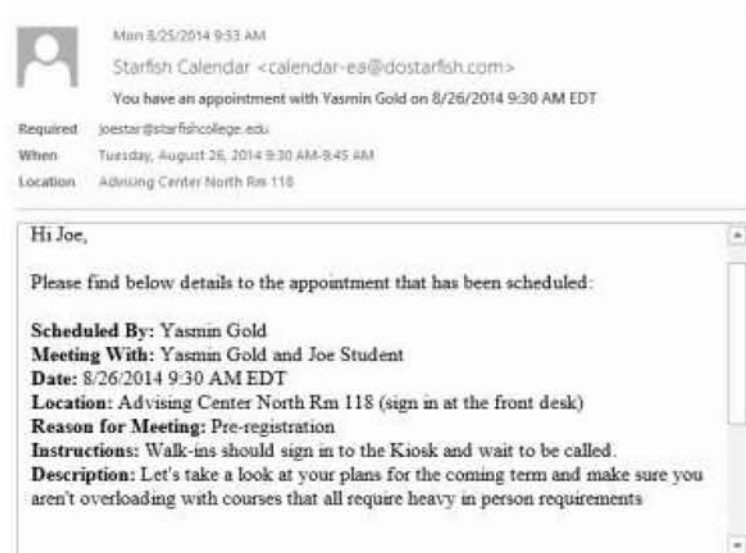 Mon 8/25/2014 9:53 AM
Starfish Calendar <calendar-ea@dostarfish.com>
You have an appointment with Yasmin Gold on 8/26/2014 9:30 AM EDT
Required joestar@starfishcollege.edu
When Tuesday, August 26, 2014 9:30 AM-9:45 AM
Location Advising Center North Rm 118
Hi Joe,
Please find below details to the appointment that has been scheduled:
Scheduled By: Yasmin Gold
Meeting With: Yasmin Gold and Joe Student
Date: 8/26/2014 9:30 AM EDT
Location: Advising Center North Rm 118 (sign in at the front desk)
Reason for Meeting: Pre-registration
Instructions: Walk-ins should sign in to the Kiosk and wait to be called.
Description: Let's take a look at your plans for the coming term and make sure you
aren't overloading with courses that all require heavy in person requirements